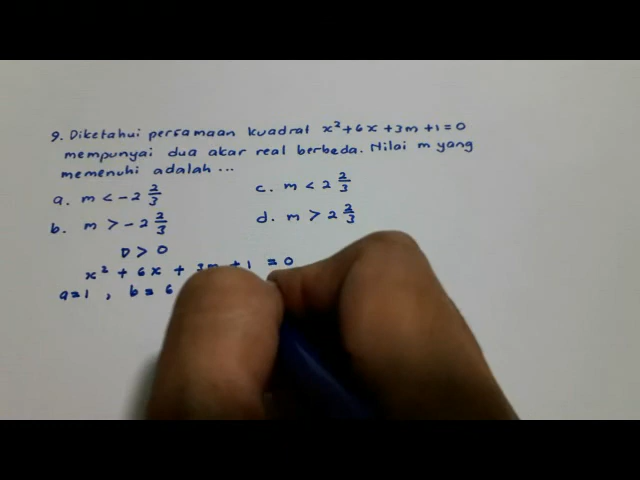 9. Diketahui persamaan kuadrat x²+6x+3m+1=0
mempunyai dua akar real berbeda. Nilai m yang
memenuhi adalah ...
a. m < -2 2/3
c. m < 2 2/3
b. m > -2 2/3
d. m > 2 2/3
D > 0
x² + 6x + 3m + 1 = 0
a=1 , b = 6